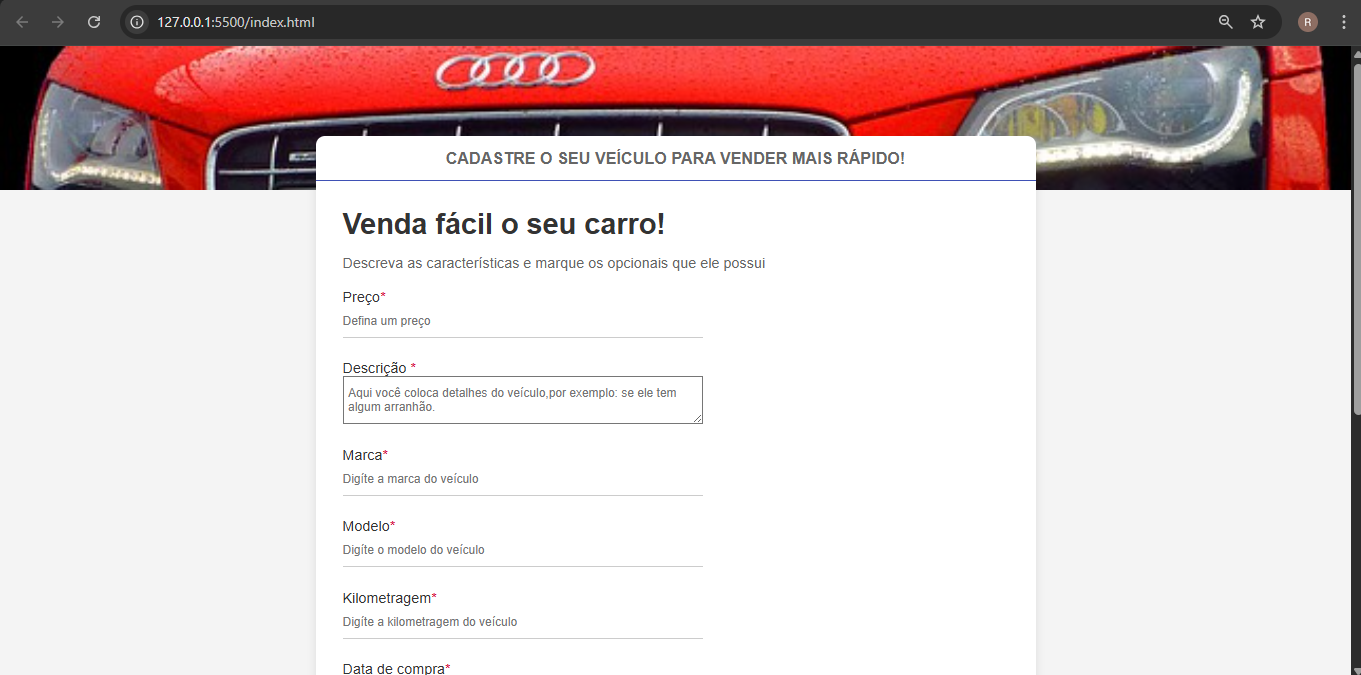 127.0.0.1:5500/index.html
R
CADASTRE O SEU VEÍCULO PARA VENDER MAIS RÁPIDO!
Venda fácil o seu carro!
Descreva as características e marque os opcionais que ele possui
Preço*
Defina um preço
Descrição *
Aqui você coloca detalhes do veículo,por exemplo: se ele tem
algum arranhão.
Marca*
Digíte a marca do veículo
Modelo*
Digíte o modelo do veículo
Kilometragem*
Digíte a kilometragem do veículo
Data de compra*